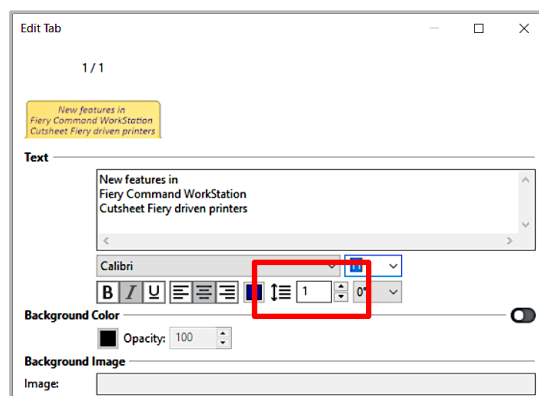 Edit Tab
1 / 1
New features in
Fiery Command WorkStation
Cutsheet Fiery driven printers
Text
New features in
Fiery Command WorkStation
Cutsheet Fiery driven printers
Calibri
B I U 1 0°
Background Color
Opacity: 100
Background Image
Image: